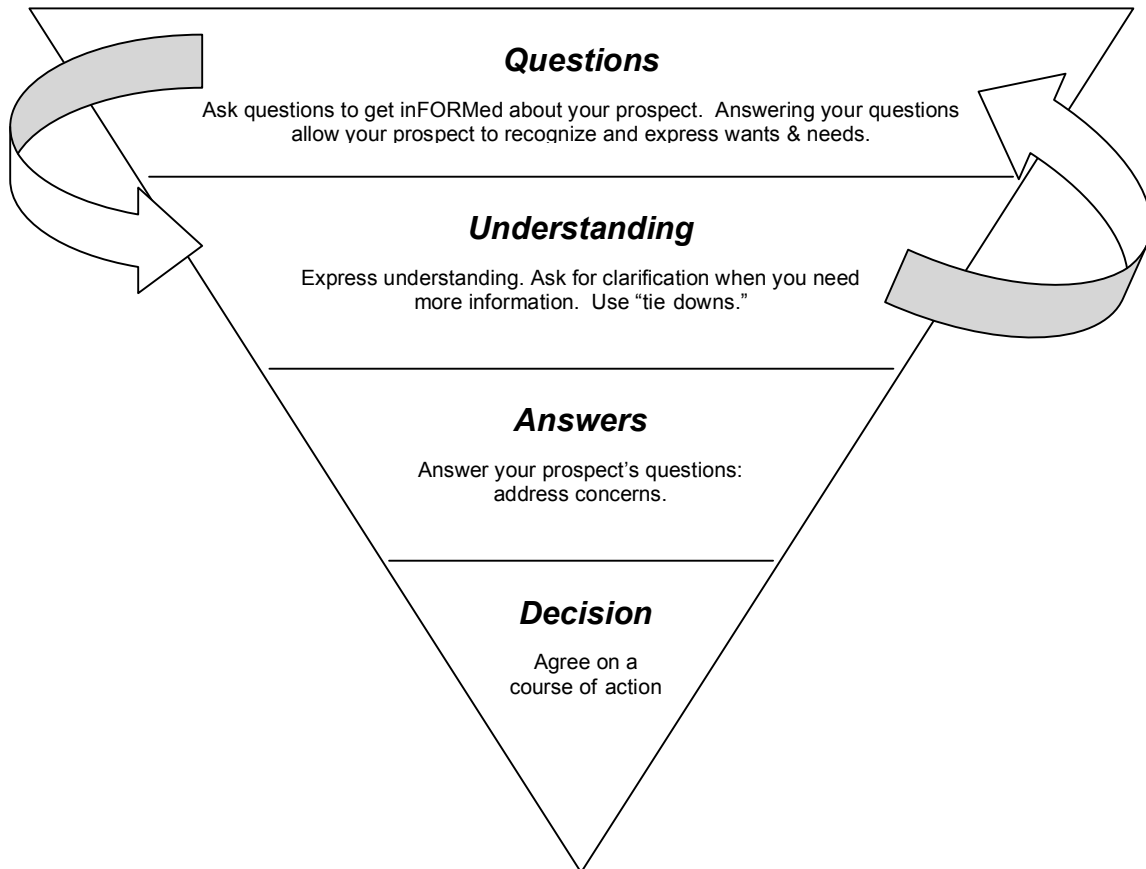 Questions
Ask questions to get inFORMed about your prospect.  Answering your questions
allow your prospect to recognize and express wants & needs.
Understanding
Express understanding. Ask for clarification when you need
more information.  Use “tie downs.”
Answers
Answer your prospect’s questions:
address concerns.
Decision
Agree on a
course of action